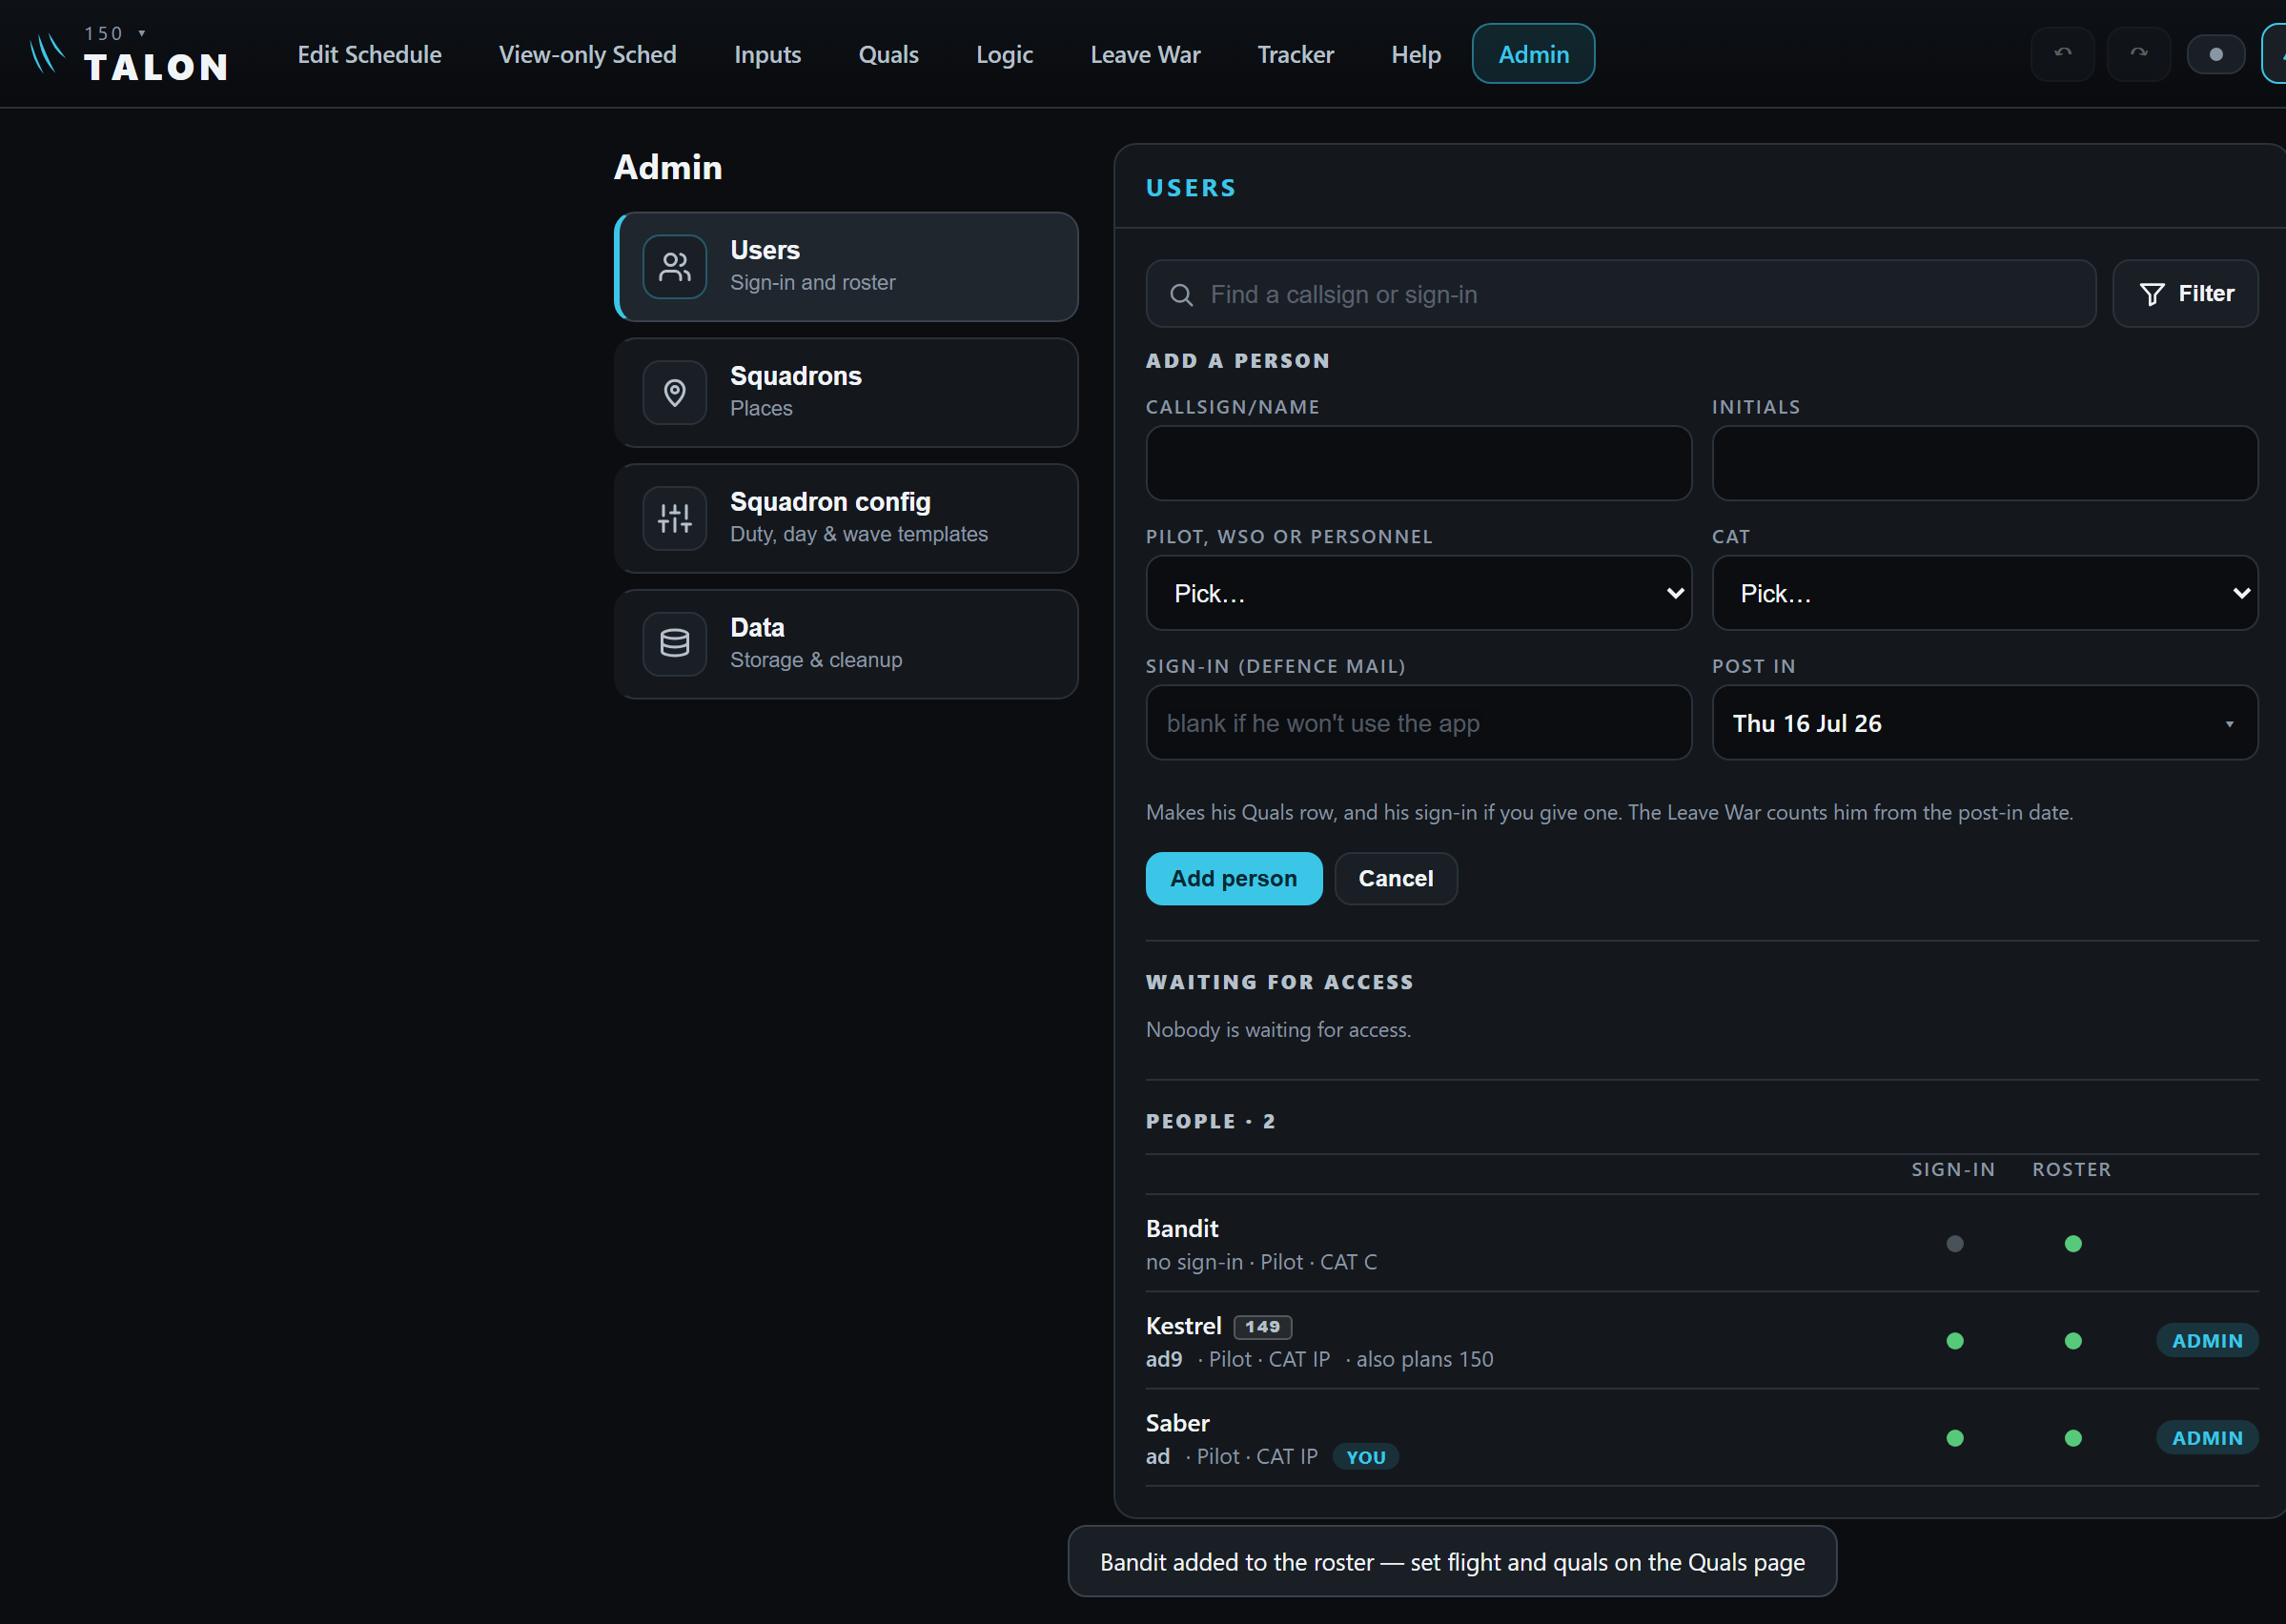 150 ▾
TALON
Edit Schedule
View-only Sched
Inputs
Quals
Logic
Leave War
Tracker
Help
Admin
Admin
Users
Sign-in and roster
Squadrons
Places
Squadron config
Duty, day & wave templates
Data
Storage & cleanup
USERS
Find a callsign or sign-in
Filter
ADD A PERSON
CALLSIGN/NAME
INITIALS
PILOT, WSO OR PERSONNEL
CAT
Pick…
Pick…
SIGN-IN (DEFENCE MAIL)
POST IN
blank if he won't use the app
Thu 16 Jul 26
Makes his Quals row, and his sign-in if you give one. The Leave War counts him from the post-in date.
Add person
Cancel
WAITING FOR ACCESS
Nobody is waiting for access.
PEOPLE · 2
SIGN-IN
ROSTER
Bandit
no sign-in · Pilot · CAT C
Kestrel 149
ad9 · Pilot · CAT IP · also plans 150
ADMIN
Saber
ad · Pilot · CAT IP YOU
ADMIN
Bandit added to the roster — set flight and quals on the Quals page